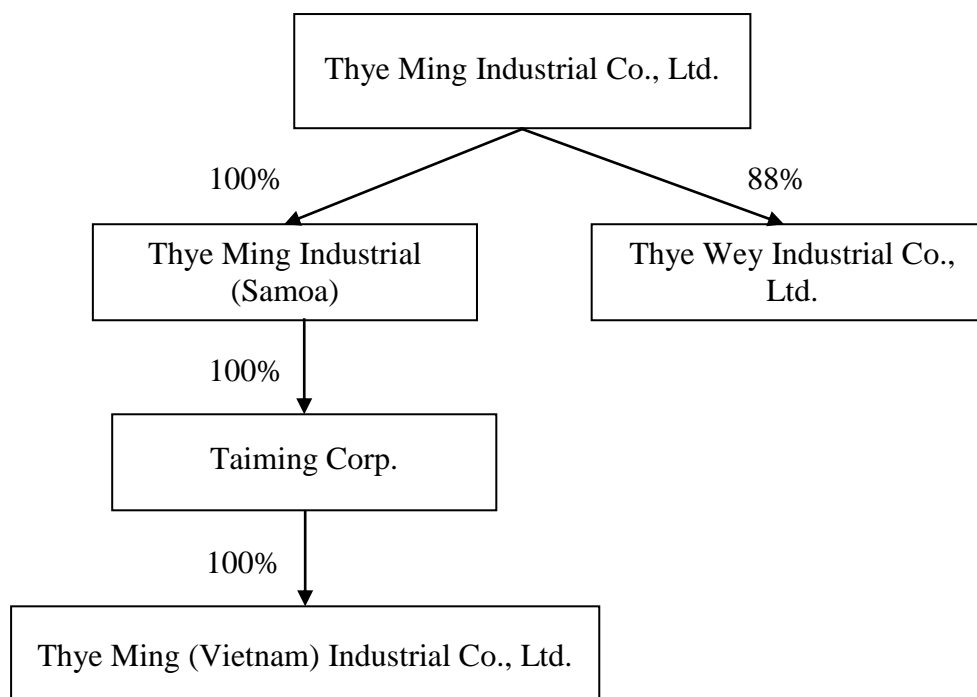 Thye Ming Industrial Co., Ltd.
100%
88%
Thye Ming Industrial
(Samoa)
Thye Wey Industrial Co.,
Ltd.
100%
Taiming Corp.
100%
Thye Ming (Vietnam) Industrial Co., Ltd.